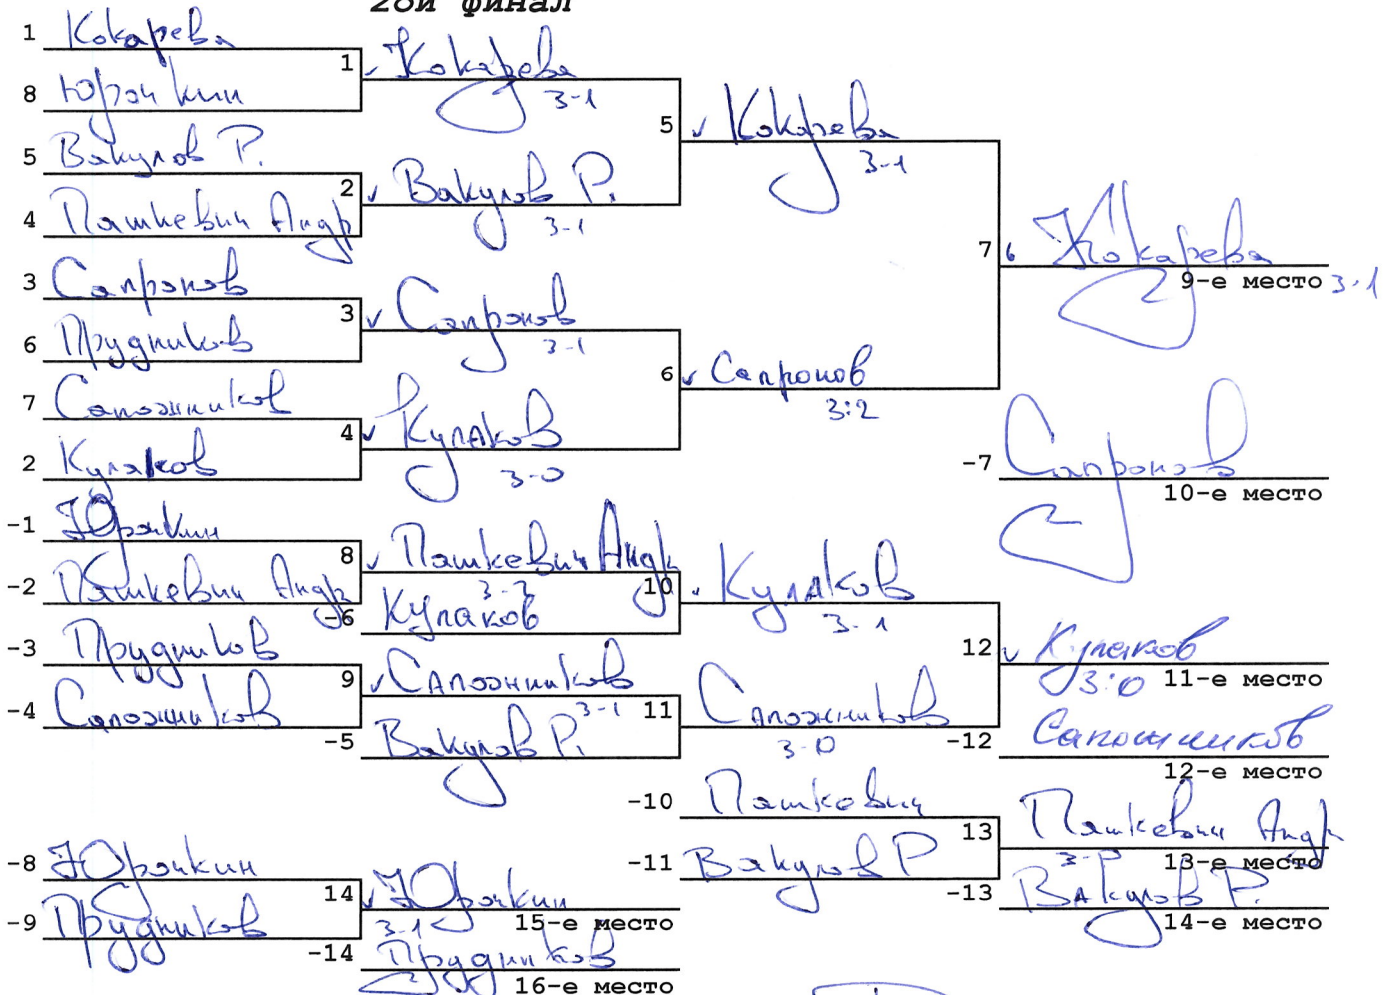 2ой финал
1 Кокарева
8 Юрочкин
5 Вакулов Р.
4 Пашкевич Андр
3 Сапронов
6 Прудников
7 Сапожников
2 Кулаков
-1 Юрочкин
-2 Пашкевич Андр
-3 Прудников
-4 Сапожников
-8 Юрочкин
-9 Прудников
1 Кокарева
3-1
2 Вакулов Р.
3-1
3 Сапронов
3-1
4 Кулаков
3-0
8 Пашкевич Андр
3-2
-6 Кулаков
9 Сапожников
3-1
-5 Вакулов Р.
14 Юрочкин
3-1 15-е место
-14 Прудников
16-е место
5 Кокарева
3-1
6 Сапронов
3:2
10 Кулаков
3-1
11 Сапожников
3-0
-10 Пашкевич
-11 Вакулов Р
7 Кокарева
9-е место 3-1
-7 Сапронов
10-е место
12 Кулаков
3:0 11-е место
-12 Сапошников
12-е место
13 Пашкевич Андр
13-е место
-13 Вакулов Р.
14-е место